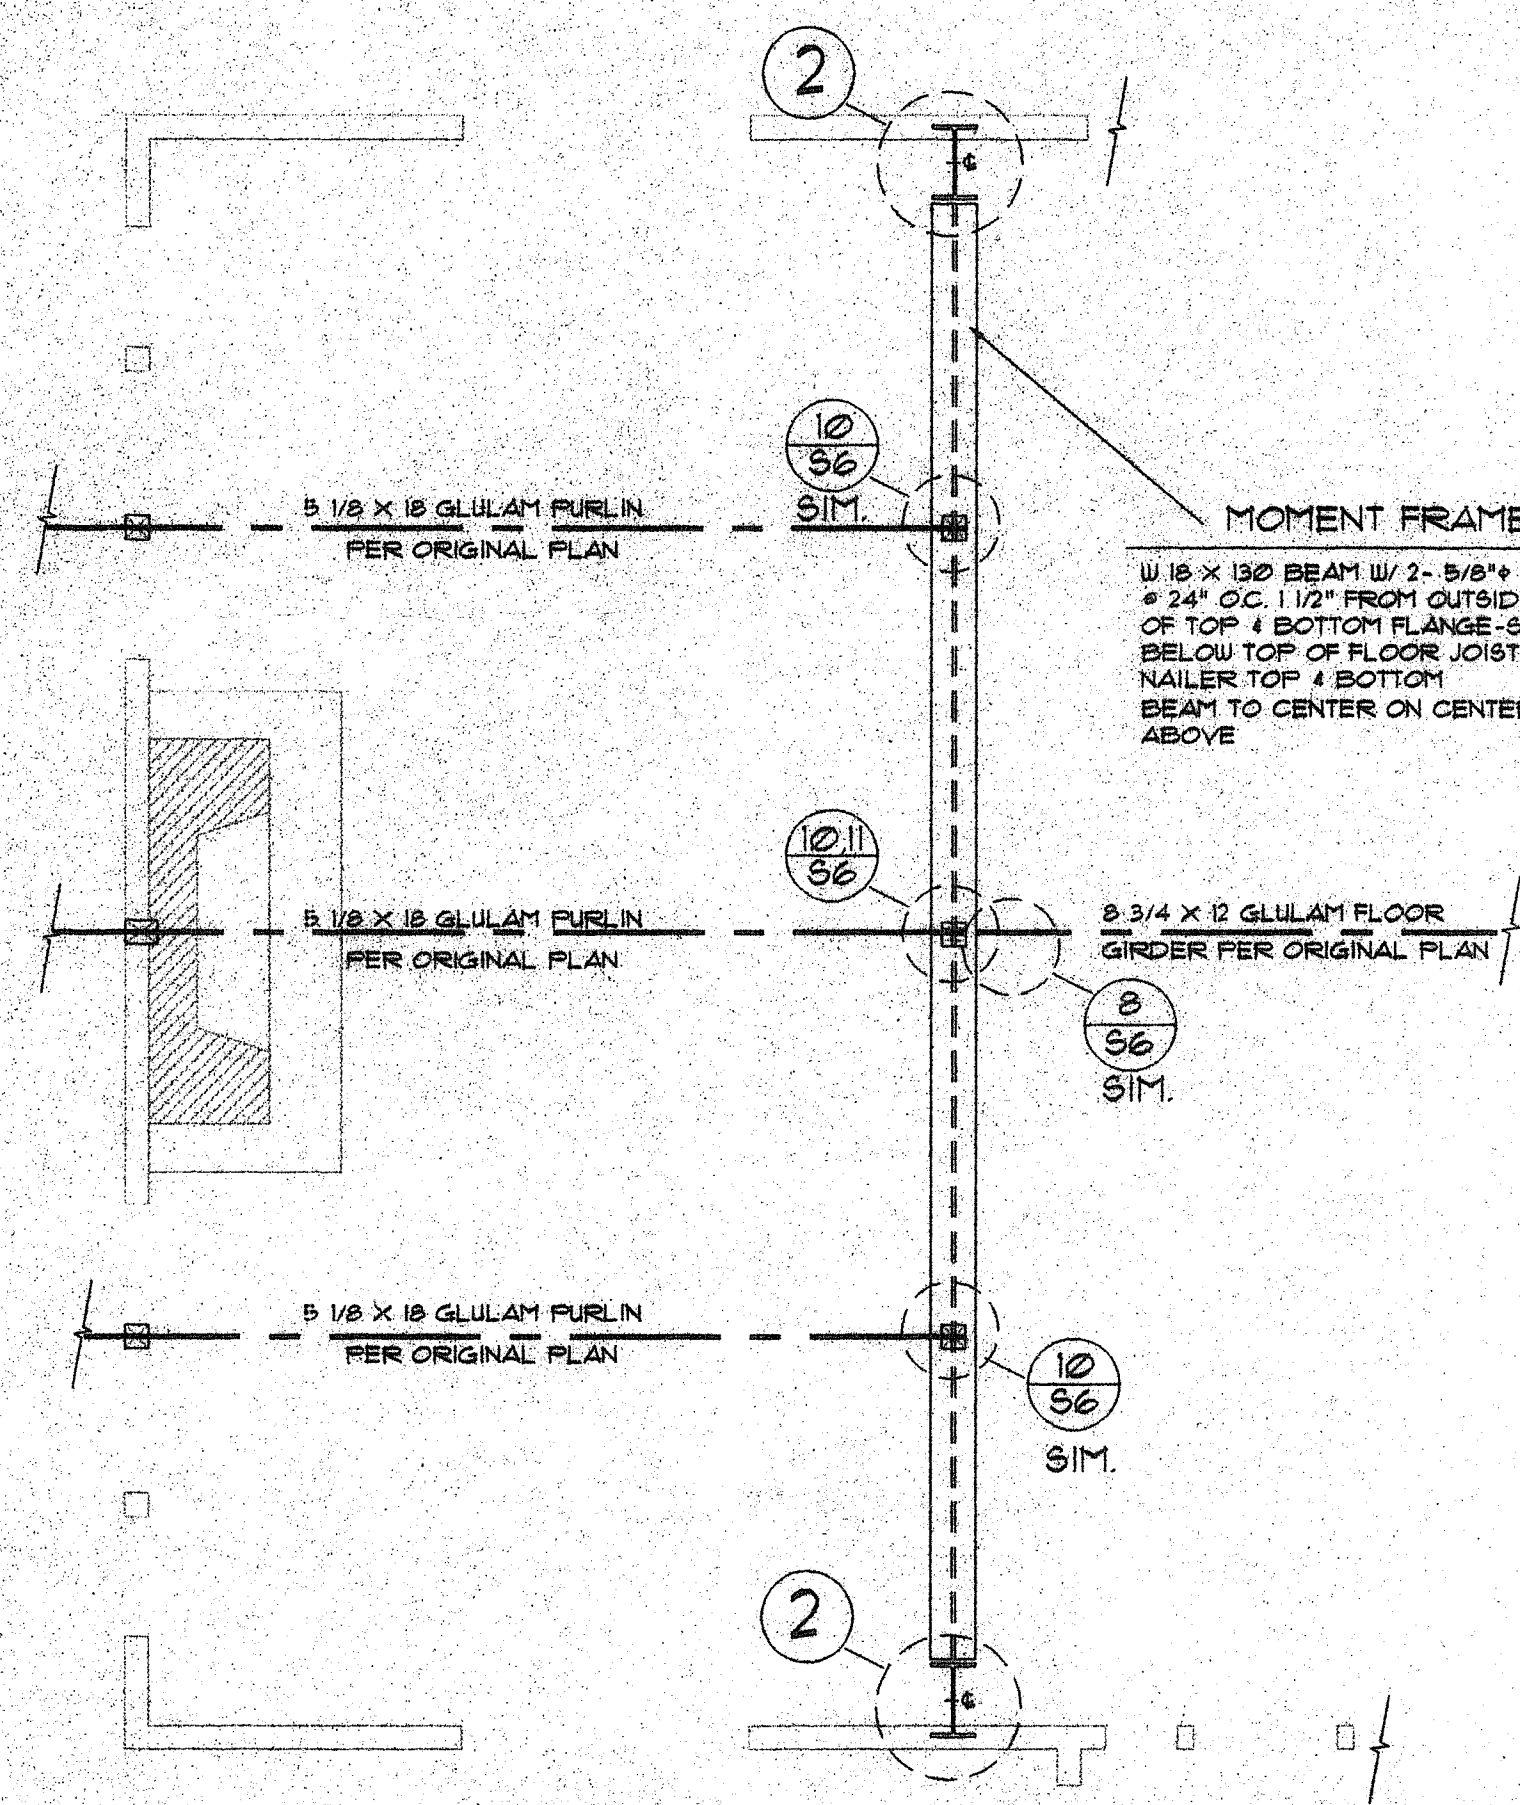 2
℄
10
S6
SIM.
5 1/8 X 18 GLULAM PURLIN
PER ORIGINAL PLAN
MOMENT FRAME
W 18 X 130 BEAM W/ 2- 5/8"φ
@ 24" O.C. 1 1/2" FROM OUTSID
OF TOP & BOTTOM FLANGE-S
BELOW TOP OF FLOOR JOIST
NAILER TOP & BOTTOM
BEAM TO CENTER ON CENTE
ABOVE
10,11
S6
5 1/8 X 18 GLULAM PURLIN
PER ORIGINAL PLAN
8 3/4 X 12 GLULAM FLOOR
GIRDER PER ORIGINAL PLAN
8
S6
SIM.
5 1/8 X 18 GLULAM PURLIN
PER ORIGINAL PLAN
10
S6
SIM.
2
℄